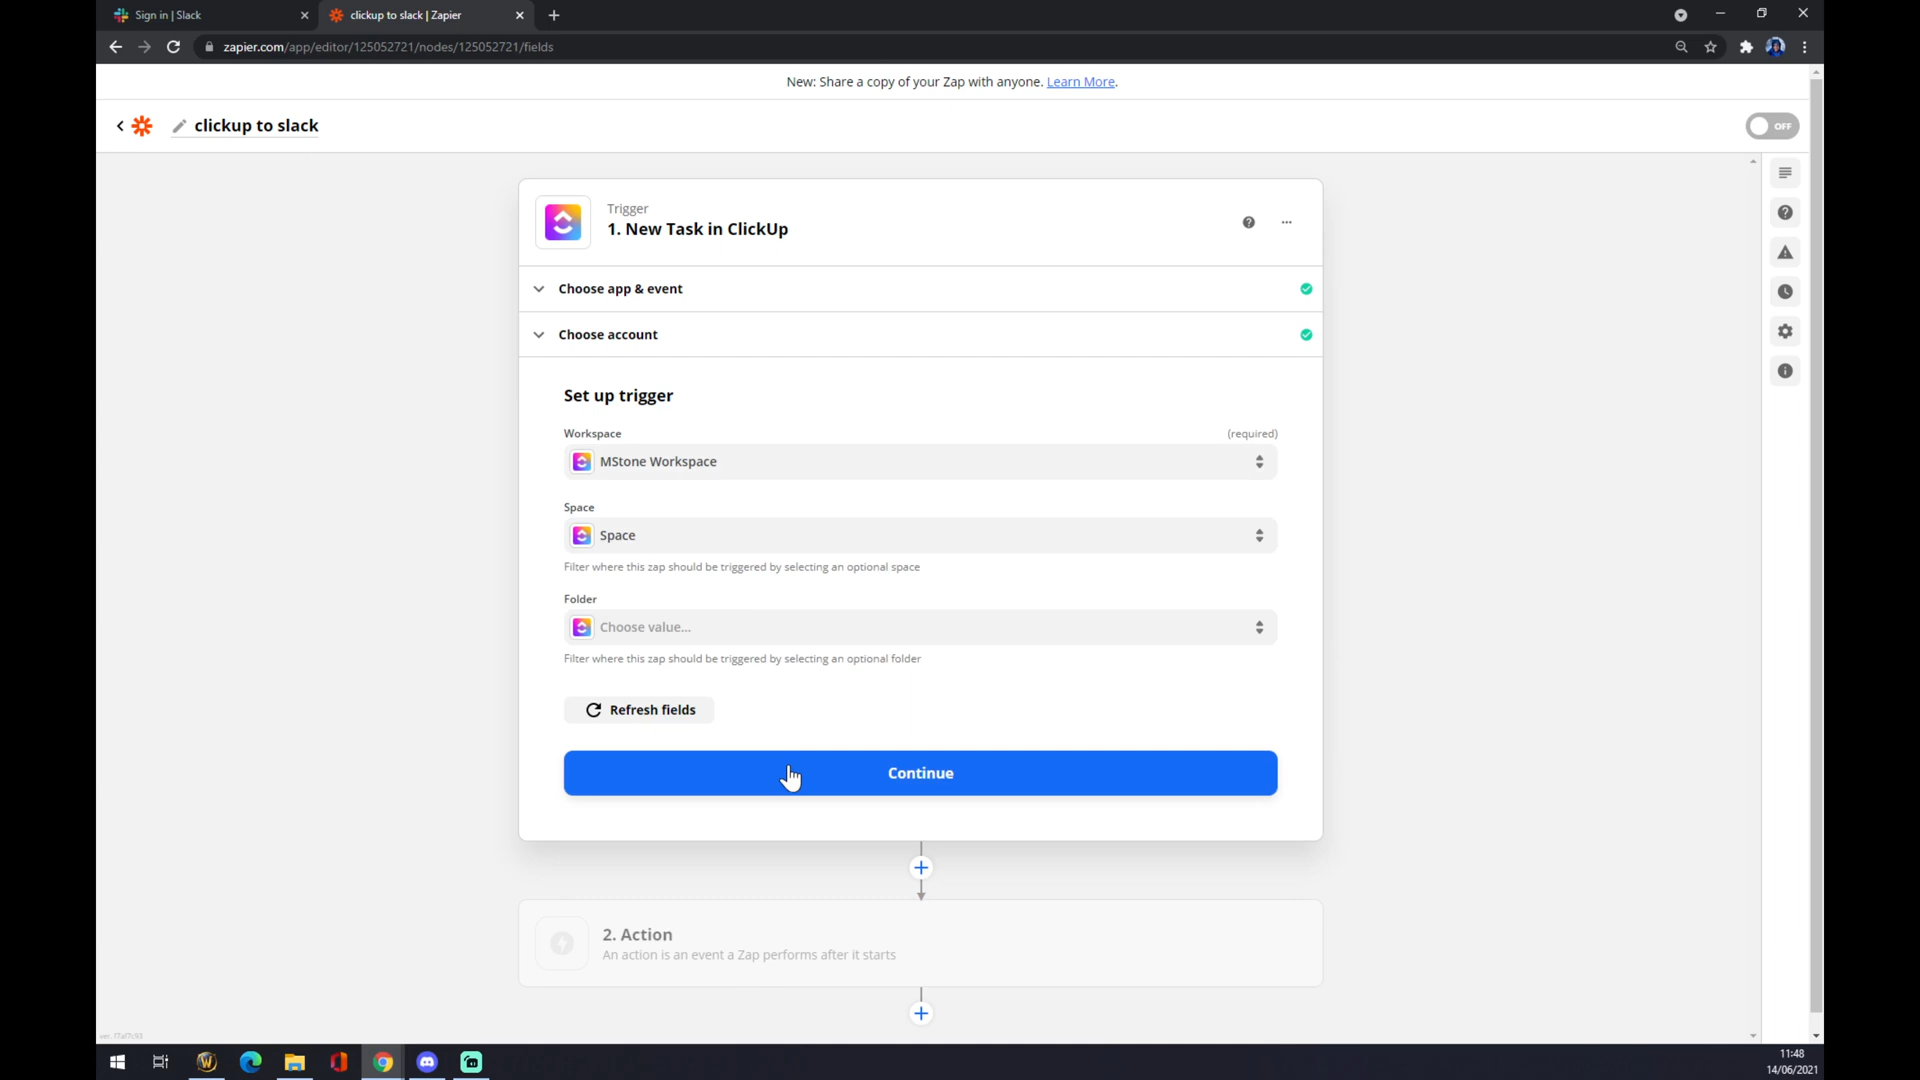 Sign in | Slack
clickup to slack | Zapier
zapier.com/app/editor/125052721/nodes/125052721/fields
New: Share a copy of your Zap with anyone. Learn More.
clickup to slack
OFF
Trigger
1. New Task in ClickUp
Choose app & event
Choose account
Set up trigger
Workspace
(required)
MStone Workspace
Space
Space
Filter where this zap should be triggered by selecting an optional space
Folder
Choose value...
Filter where this zap should be triggered by selecting an optional folder
Refresh fields
Continue
2. Action
An action is an event a Zap performs after it starts
11:48
14/06/2021